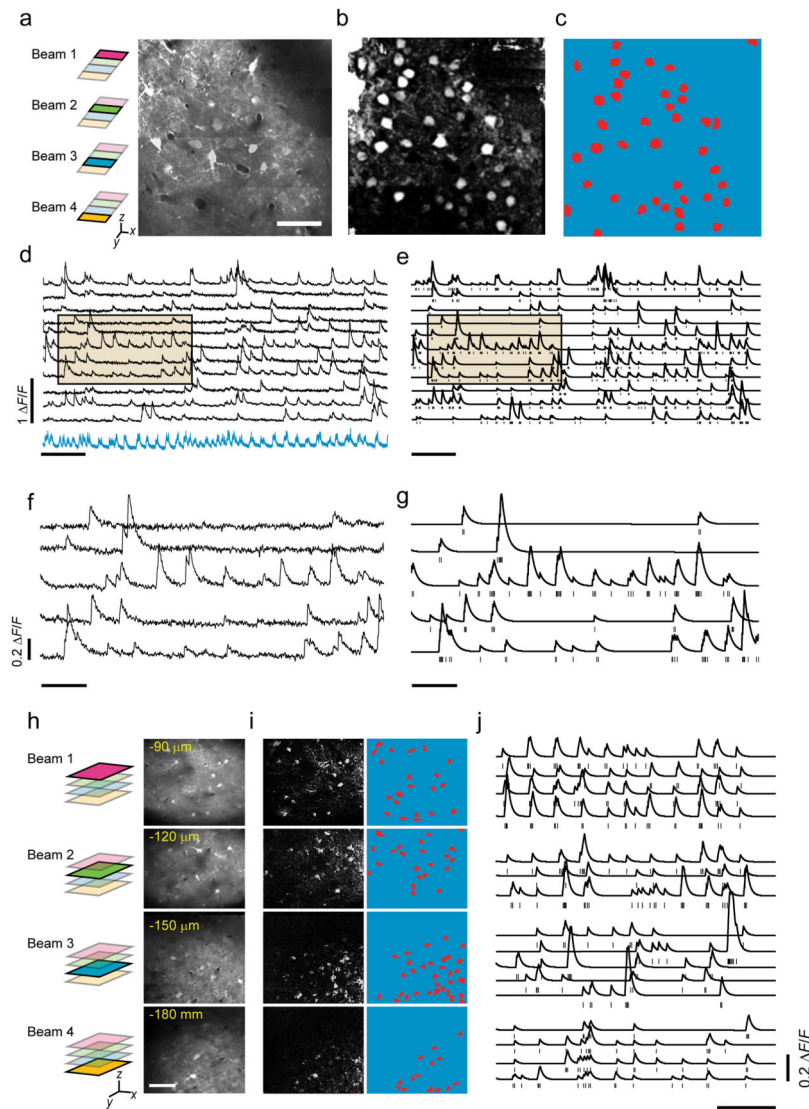 a
b
c
Beam 1
Beam 2
Beam 3
Beam 4
z
x
y
d
e
1 ΔF/F
f
g
0.2 ΔF/F
h
i
j
Beam 1
-90 μm
Beam 2
-120 μm
Beam 3
-150 μm
Beam 4
-180 mm
z
x
y
0.2 ΔF/F